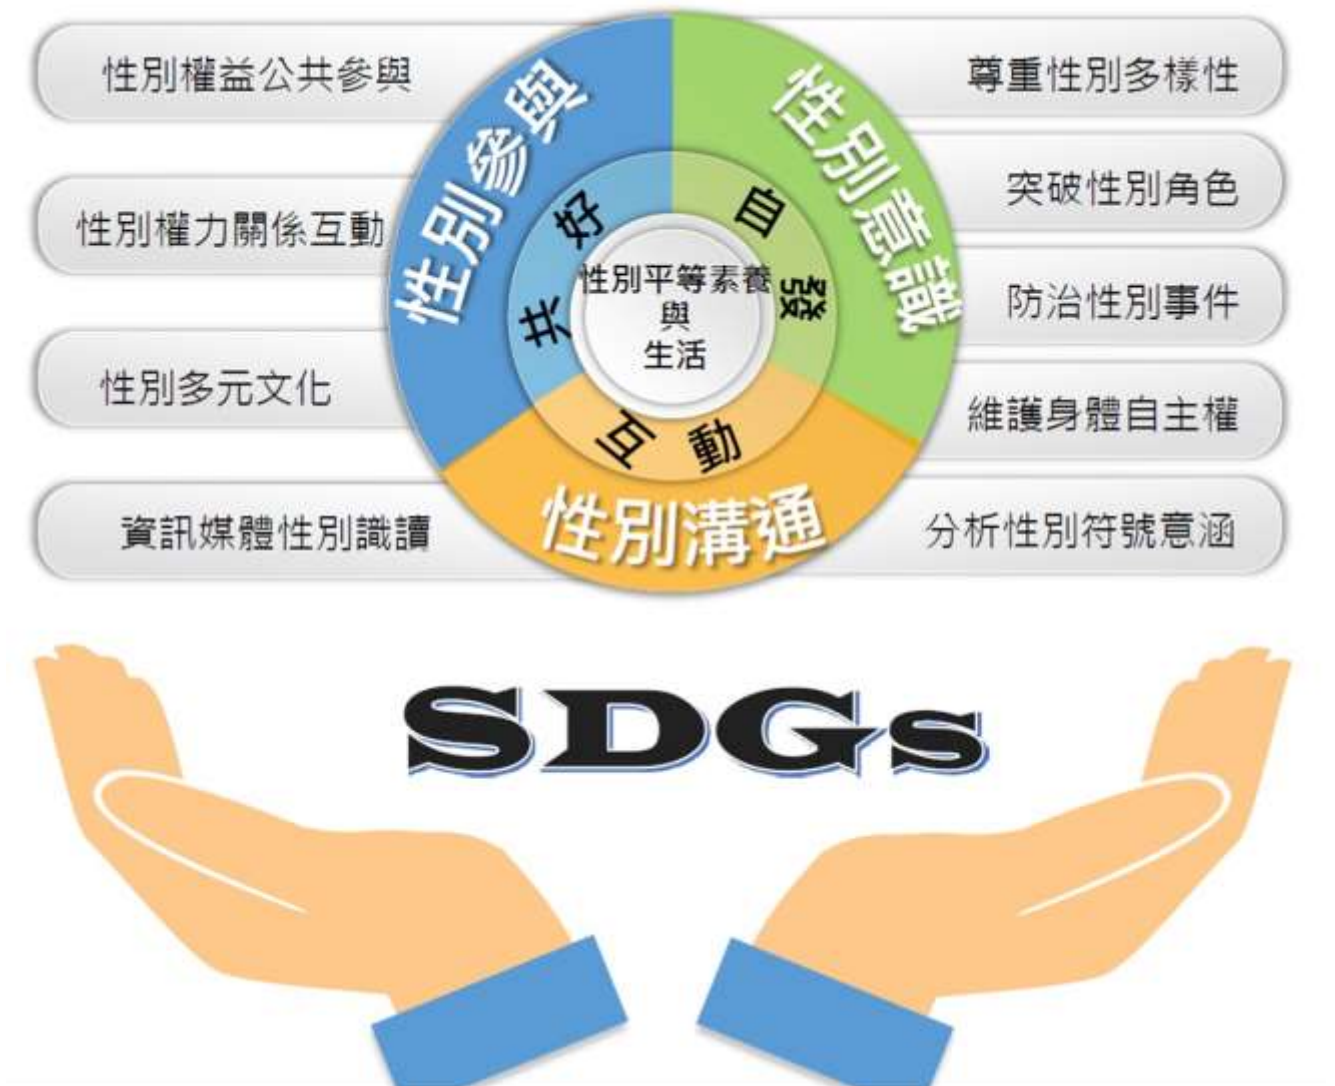 性別權益公共參與
性別權力關係互動
性別多元文化
資訊媒體性別識讀
性別參與
共好
性別意識
自發
性別溝通
互動
性別平等素養
與
生活
尊重性別多樣性
突破性別角色
防治性別事件
維護身體自主權
分析性別符號意涵
SDGs